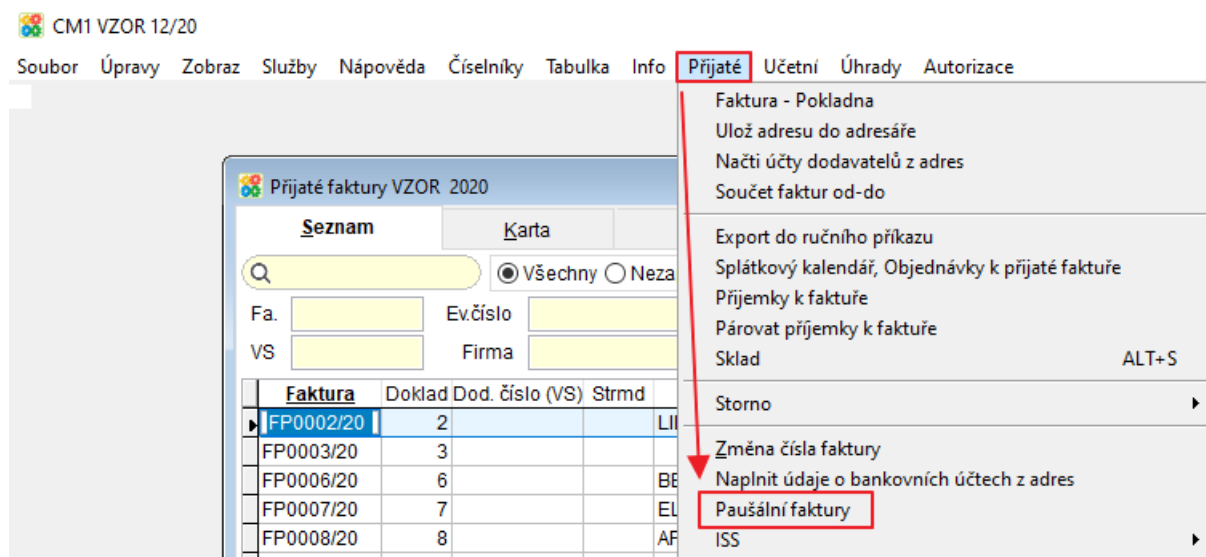 CM1 VZOR 12/20
Soubor Úpravy Zobraz Služby Nápověda Číselníky Tabulka Info Přijaté Učetní Úhrady Autorizace
Faktura - Pokladna
Ulož adresu do adresáře
Načti účty dodavatelů z adres
Součet faktur od-do
Export do ručního příkazu
Splátkový kalendář, Objednávky k přijaté faktuře
Přijemky k faktuře
Párovat příjemky k faktuře
Sklad ALT+S
Storno
Změna čísla faktury
Naplnit údaje o bankovních účtech z adres
Paušální faktury
ISS
Přijaté faktury VZOR 2020
Seznam Karta
Všechny Neza
Fa. Ev.číslo
VS Firma
Faktura Doklad Dod. číslo (VS) Strmd
FP0002/20 2
FP0003/20 3
FP0006/20 6 BE
FP0007/20 7 EL
FP0008/20 8 AF